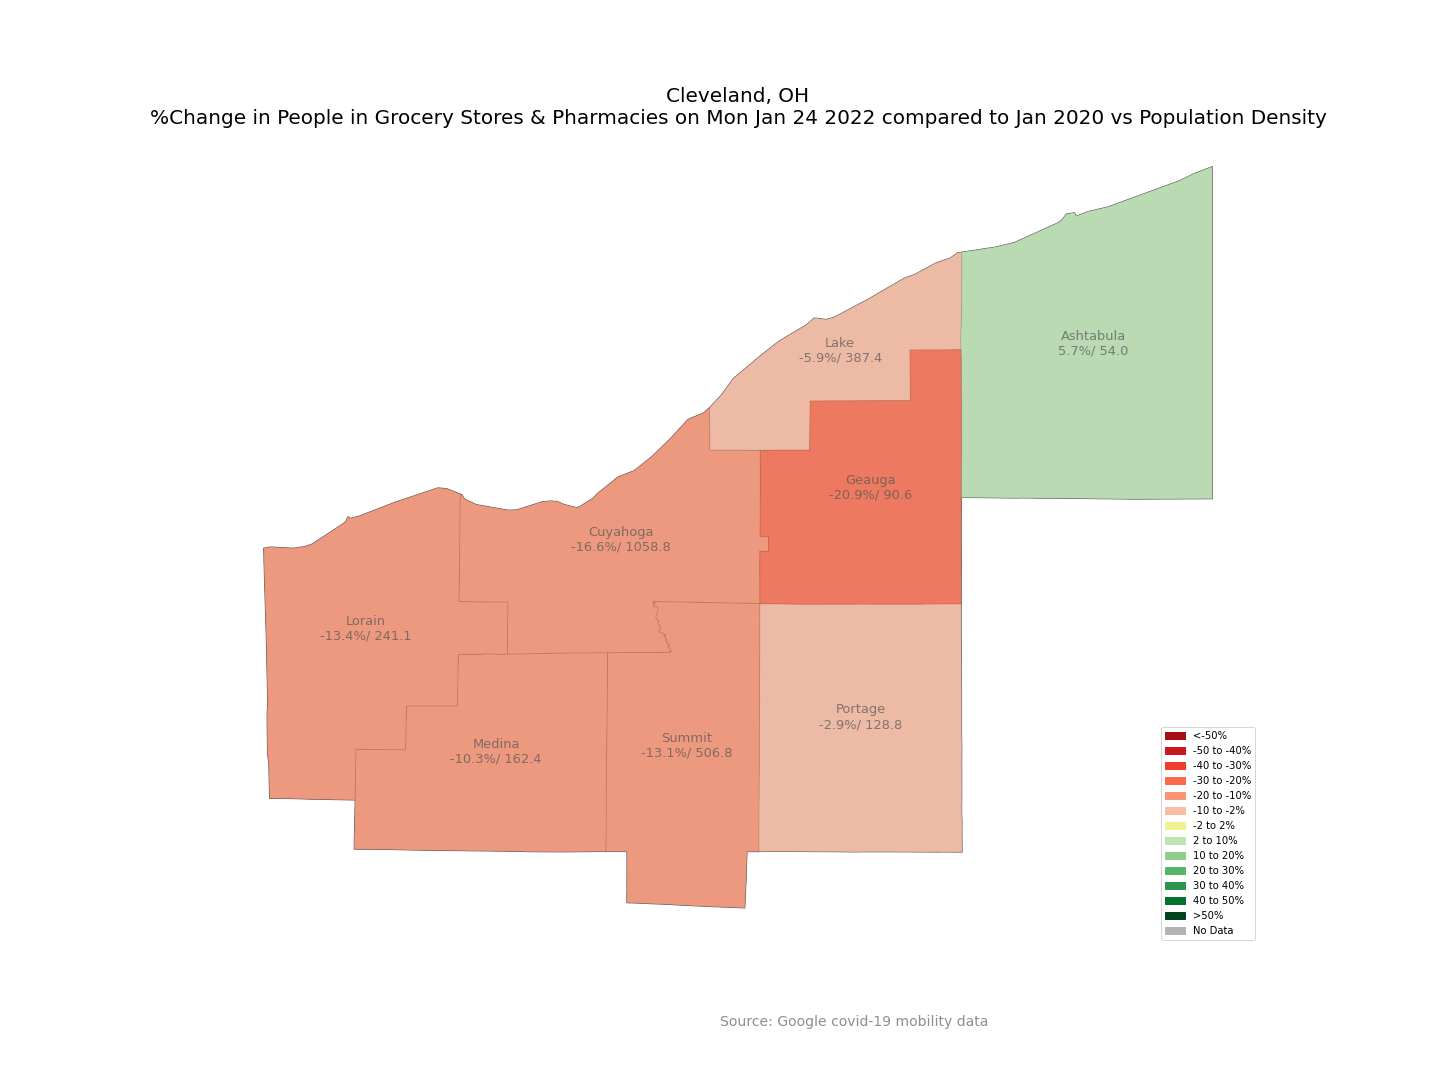 Cleveland, OH
%Change in People in Grocery Stores & Pharmacies on Mon Jan 24 2022 compared to Jan 2020 vs Population Density
Ashtabula
5.7%/ 54.0
Lake
-5.9%/ 387.4
Geauga
-20.9%/ 90.6
Cuyahoga
-16.6%/ 1058.8
Lorain
-13.4%/ 241.1
Portage
-2.9%/ 128.8
Summit
-13.1%/ 506.8
Medina
-10.3%/ 162.4
<-50%
-50 to -40%
-40 to -30%
-30 to -20%
-20 to -10%
-10 to -2%
-2 to 2%
2 to 10%
10 to 20%
20 to 30%
30 to 40%
40 to 50%
>50%
No Data
Source: Google covid-19 mobility data